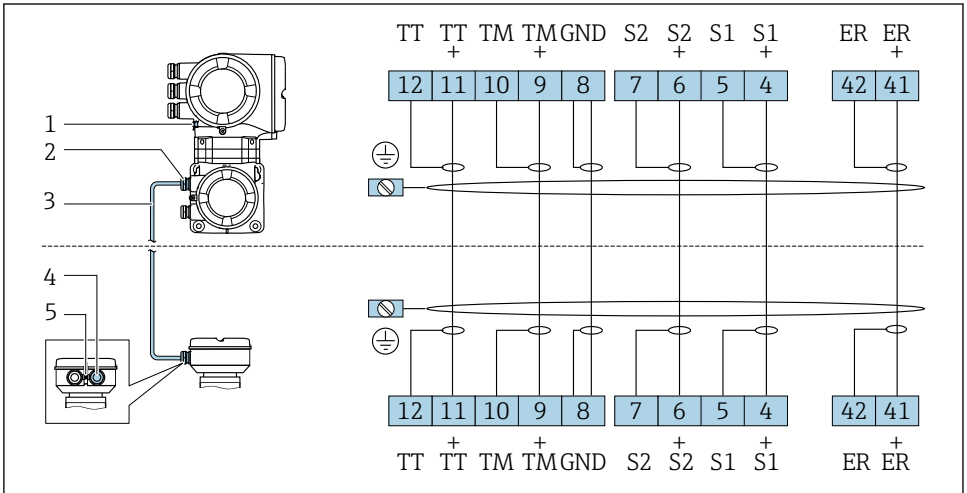 TT TT TM TM GND S2 S2 S1 S1 ER ER
+ + + + +
12 11 10 9 8 7 6 5 4 42 41
1
2
3
4
5
12 11 10 9 8 7 6 5 4 42 41
+ + + + +
TT TT TM TM GND S2 S2 S1 S1 ER ER